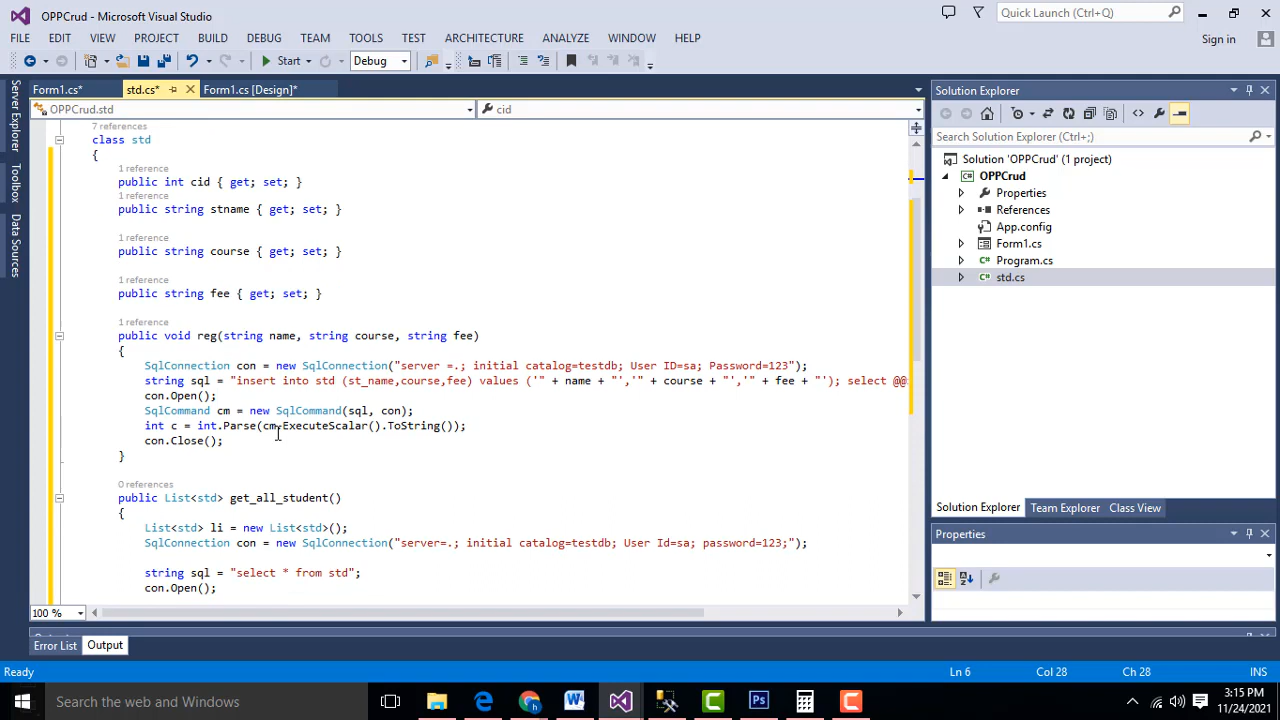 OPPCrud - Microsoft Visual Studio
Quick Launch (Ctrl+Q)
FILE EDIT VIEW PROJECT BUILD DEBUG TEAM TOOLS TEST ARCHITECTURE ANALYZE WINDOW HELP
Sign in
Start Debug
Server Explorer
Toolbox
Data Sources
Form1.cs* std.cs* Form1.cs [Design]*
OPPCrud.std cid
7 references
class std
{
1 reference
public int cid { get; set; }
1 reference
public string stname { get; set; }
1 reference
public string course { get; set; }
1 reference
public string fee { get; set; }
1 reference
public void reg(string name, string course, string fee)
{
SqlConnection con = new SqlConnection("server =.; initial catalog=testdb; User ID=sa; Password=123");
string sql = "insert into std (st_name,course,fee) values ('" + name + "','" + course + "','" + fee + "'); select @@
con.Open();
SqlCommand cm = new SqlCommand(sql, con);
int c = int.Parse(cm.ExecuteScalar().ToString());
con.Close();
}
0 references
public List<std> get_all_student()
{
List<std> li = new List<std>();
SqlConnection con = new SqlConnection("server=.; initial catalog=testdb; User Id=sa; password=123;");
string sql = "select * from std";
con.Open();
100 %
Error List Output
Solution Explorer
Search Solution Explorer (Ctrl+;)
Solution 'OPPCrud' (1 project)
OPPCrud
Properties
References
App.config
Form1.cs
Program.cs
std.cs
Solution Explorer Team Explorer Class View
Properties
Ready Ln 6 Col 28 Ch 28 INS
Search the web and Windows
3:15 PM
11/24/2021